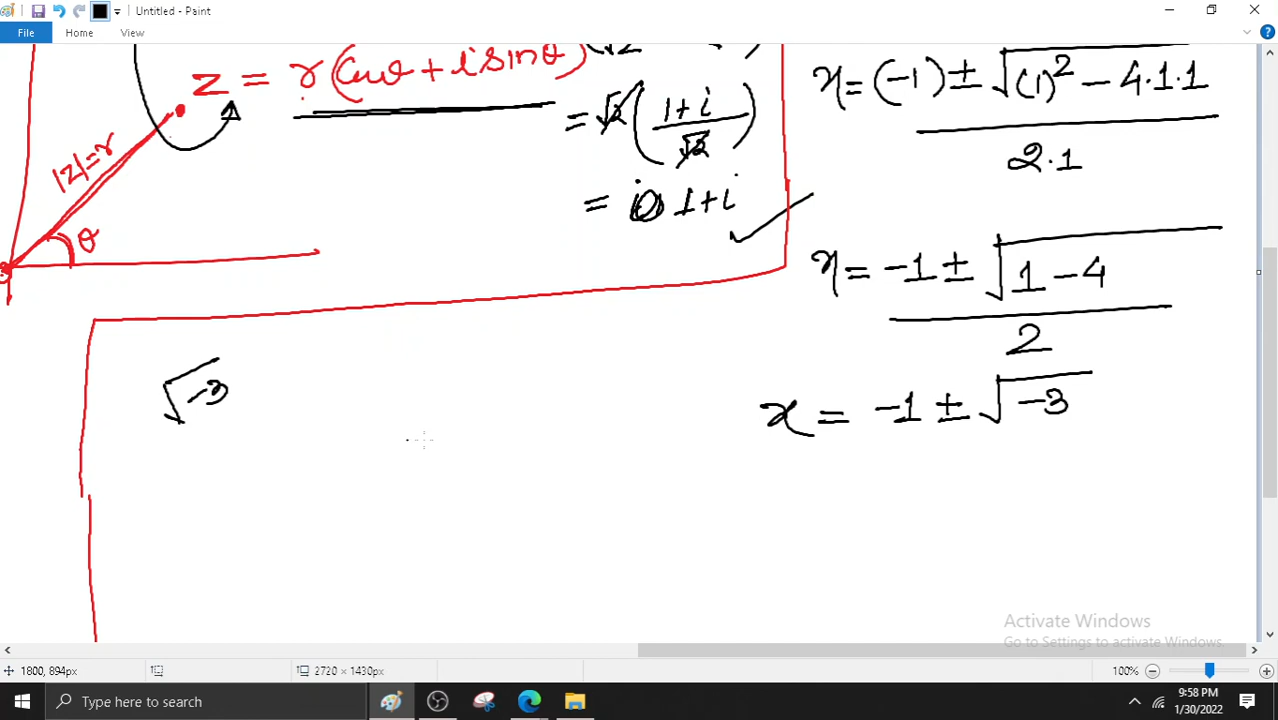 Untitled - Paint
File Home View
z = r(cosθ + i sinθ)
|z|=r
θ
= √2 (1+i / √2)
= 1+i
x = (-1) ± √(1)² - 4·1·1
2·1
x = -1 ± √1 - 4
2
√-3
x = -1 ± √-3
Activate Windows
Go to Settings to activate Windows.
1800, 894px
2720 × 1430px
100%
Type here to search
9:58 PM
1/30/2022